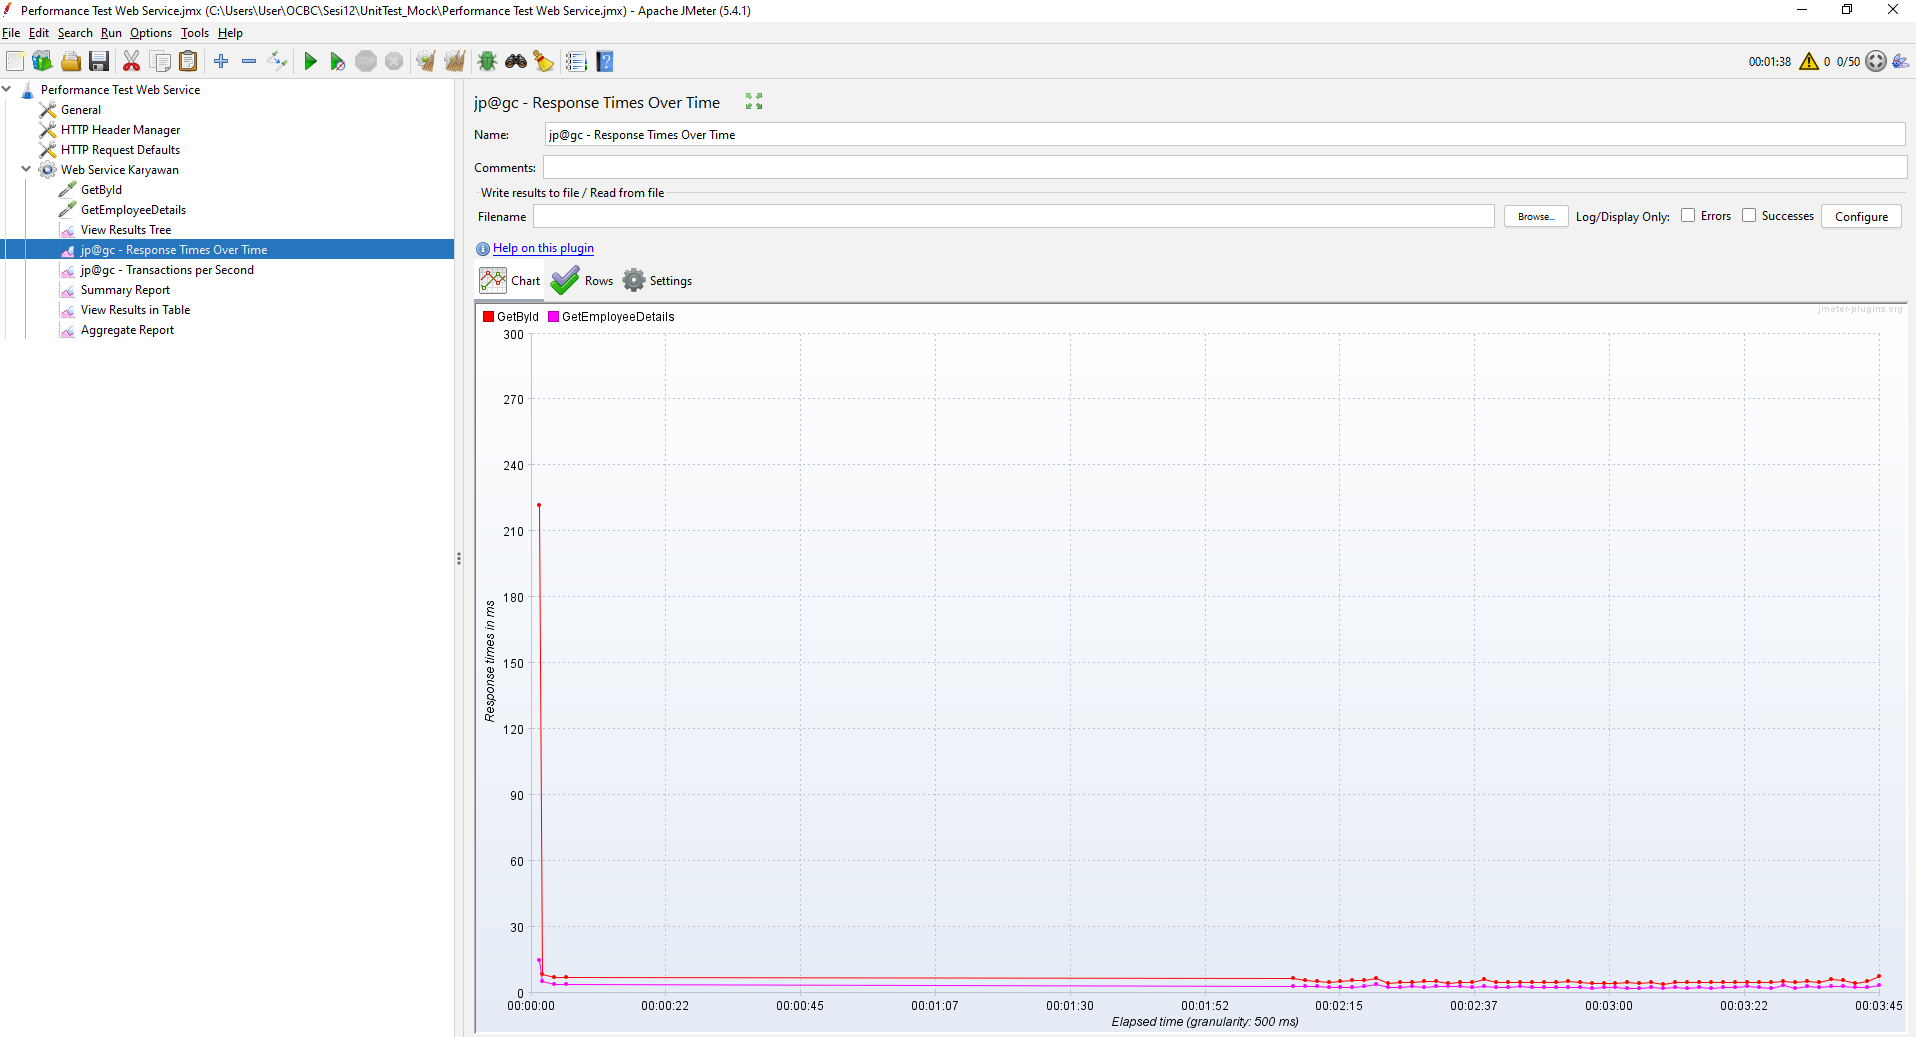 Performance Test Web Service.jmx (C:\Users\User\OCBC\Sesi12\UnitTest_Mock\Performance Test Web Service.jmx) - Apache JMeter (5.4.1)
File Edit Search Run Options Tools Help
00:01:38 0 0/50
Performance Test Web Service
General
HTTP Header Manager
HTTP Request Defaults
Web Service Karyawan
GetById
GetEmployeeDetails
View Results Tree
jp@gc - Response Times Over Time
jp@gc - Transactions per Second
Summary Report
View Results in Table
Aggregate Report
jp@gc - Response Times Over Time
Name: jp@gc - Response Times Over Time
Comments:
Write results to file / Read from file
Filename Browse... Log/Display Only: Errors Successes Configure
Help on this plugin
Chart Rows Settings
GetById GetEmployeeDetails
jmeter-plugins.org
300
270
240
210
180
150
120
90
60
30
0
Response times in ms
00:00:00 00:00:22 00:00:45 00:01:07 00:01:30 00:01:52 00:02:15 00:02:37 00:03:00 00:03:22 00:03:45
Elapsed time (granularity: 500 ms)